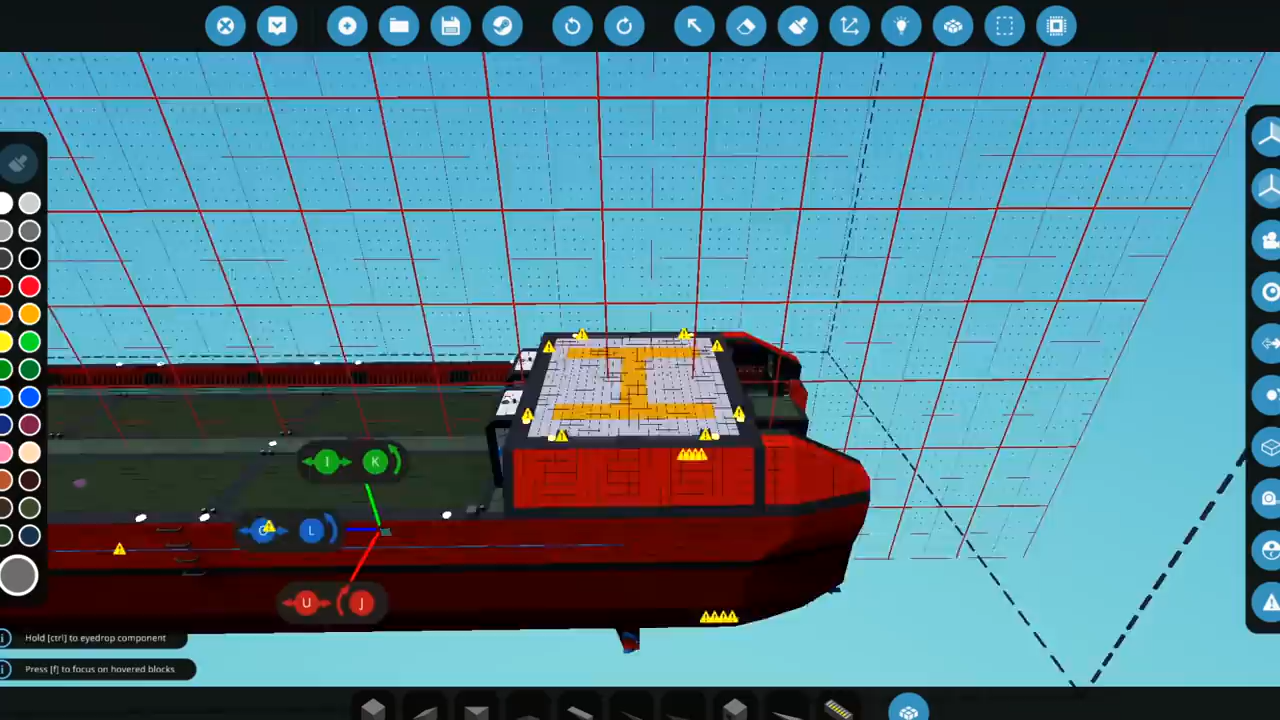 I K
L
U J
Hold [ctrl] to eyedrop component
Press [f] to focus on hovered blocks